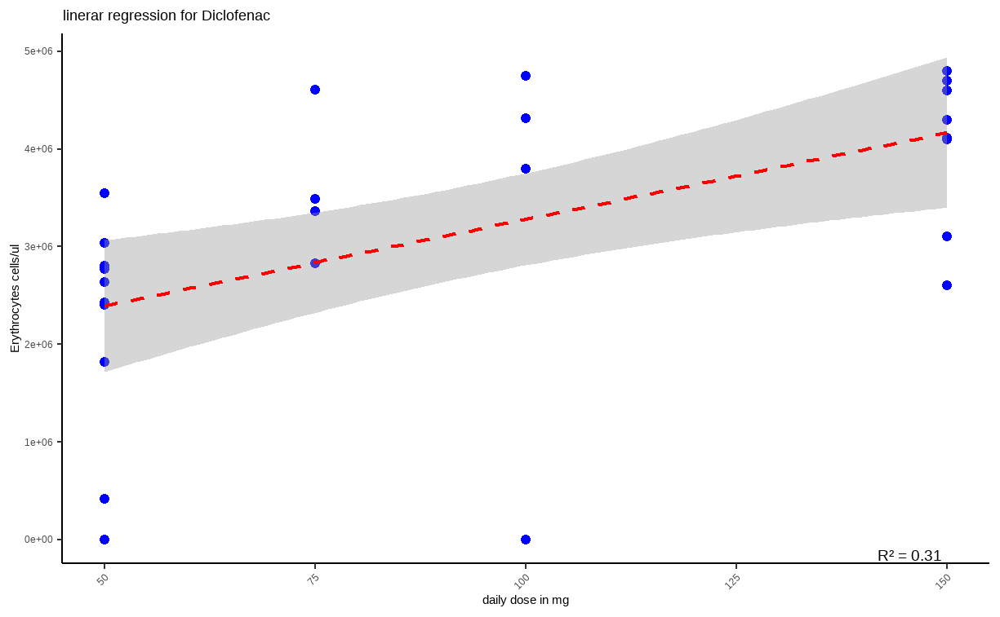 linerar regression for Diclofenac
Erythrocytes cells/ul
5e+06
4e+06
3e+06
2e+06
1e+06
0e+00
R² = 0.31
50
75
100
125
150
daily dose in mg